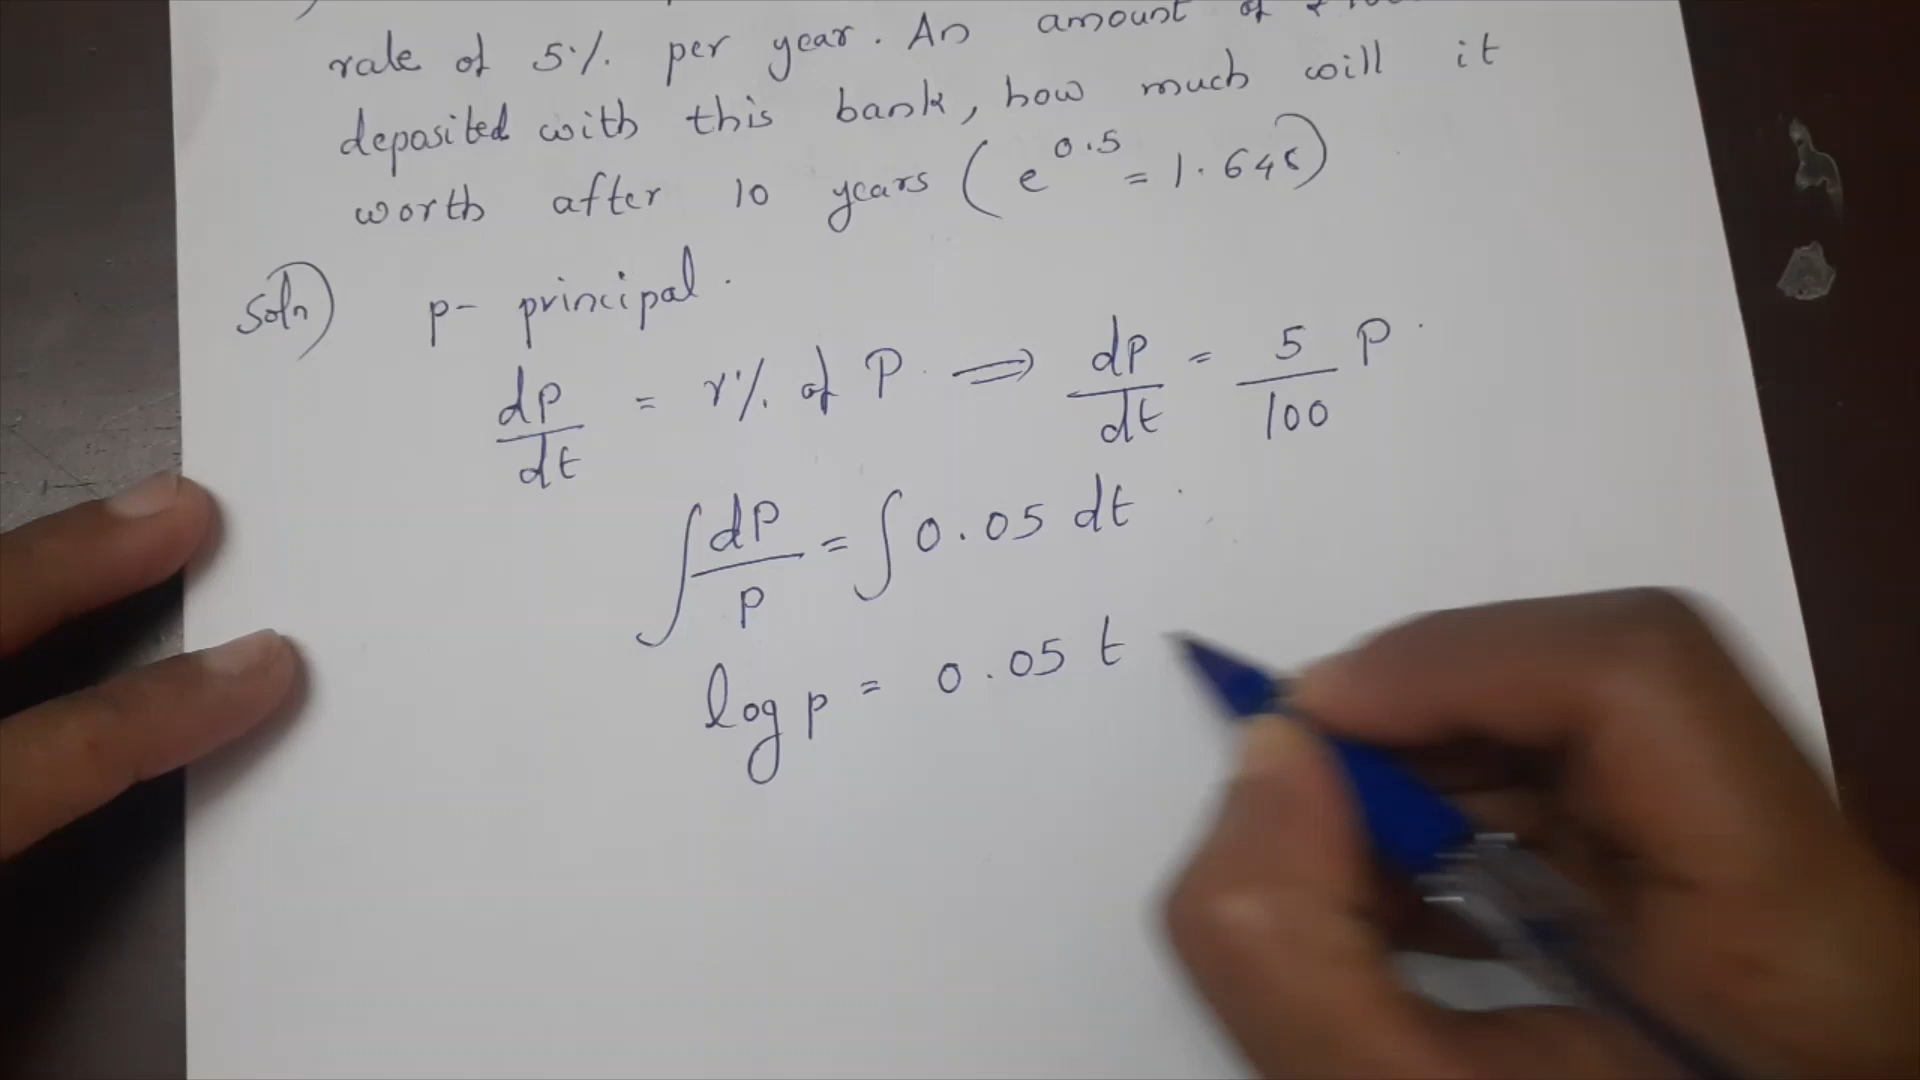 rate of 5% per year. An amount of ₹
deposited with this bank, how much will it
worth after 10 years (e^0.5 = 1.648)
Soln) p- principal.
dp/dt = r% of P. ⟹ dp/dt = 5/100 P.
∫dP/P = ∫0.05 dt
log p = 0.05 t